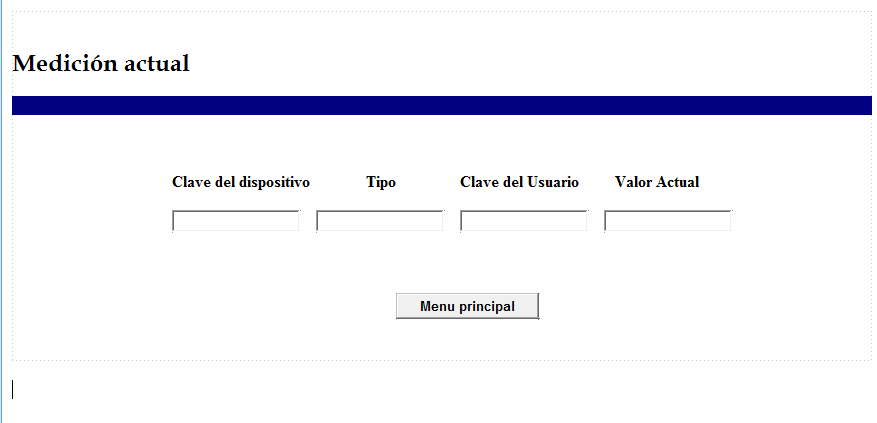 Medición actual
Clave del dispositivo Tipo Clave del Usuario Valor Actual
Menu principal